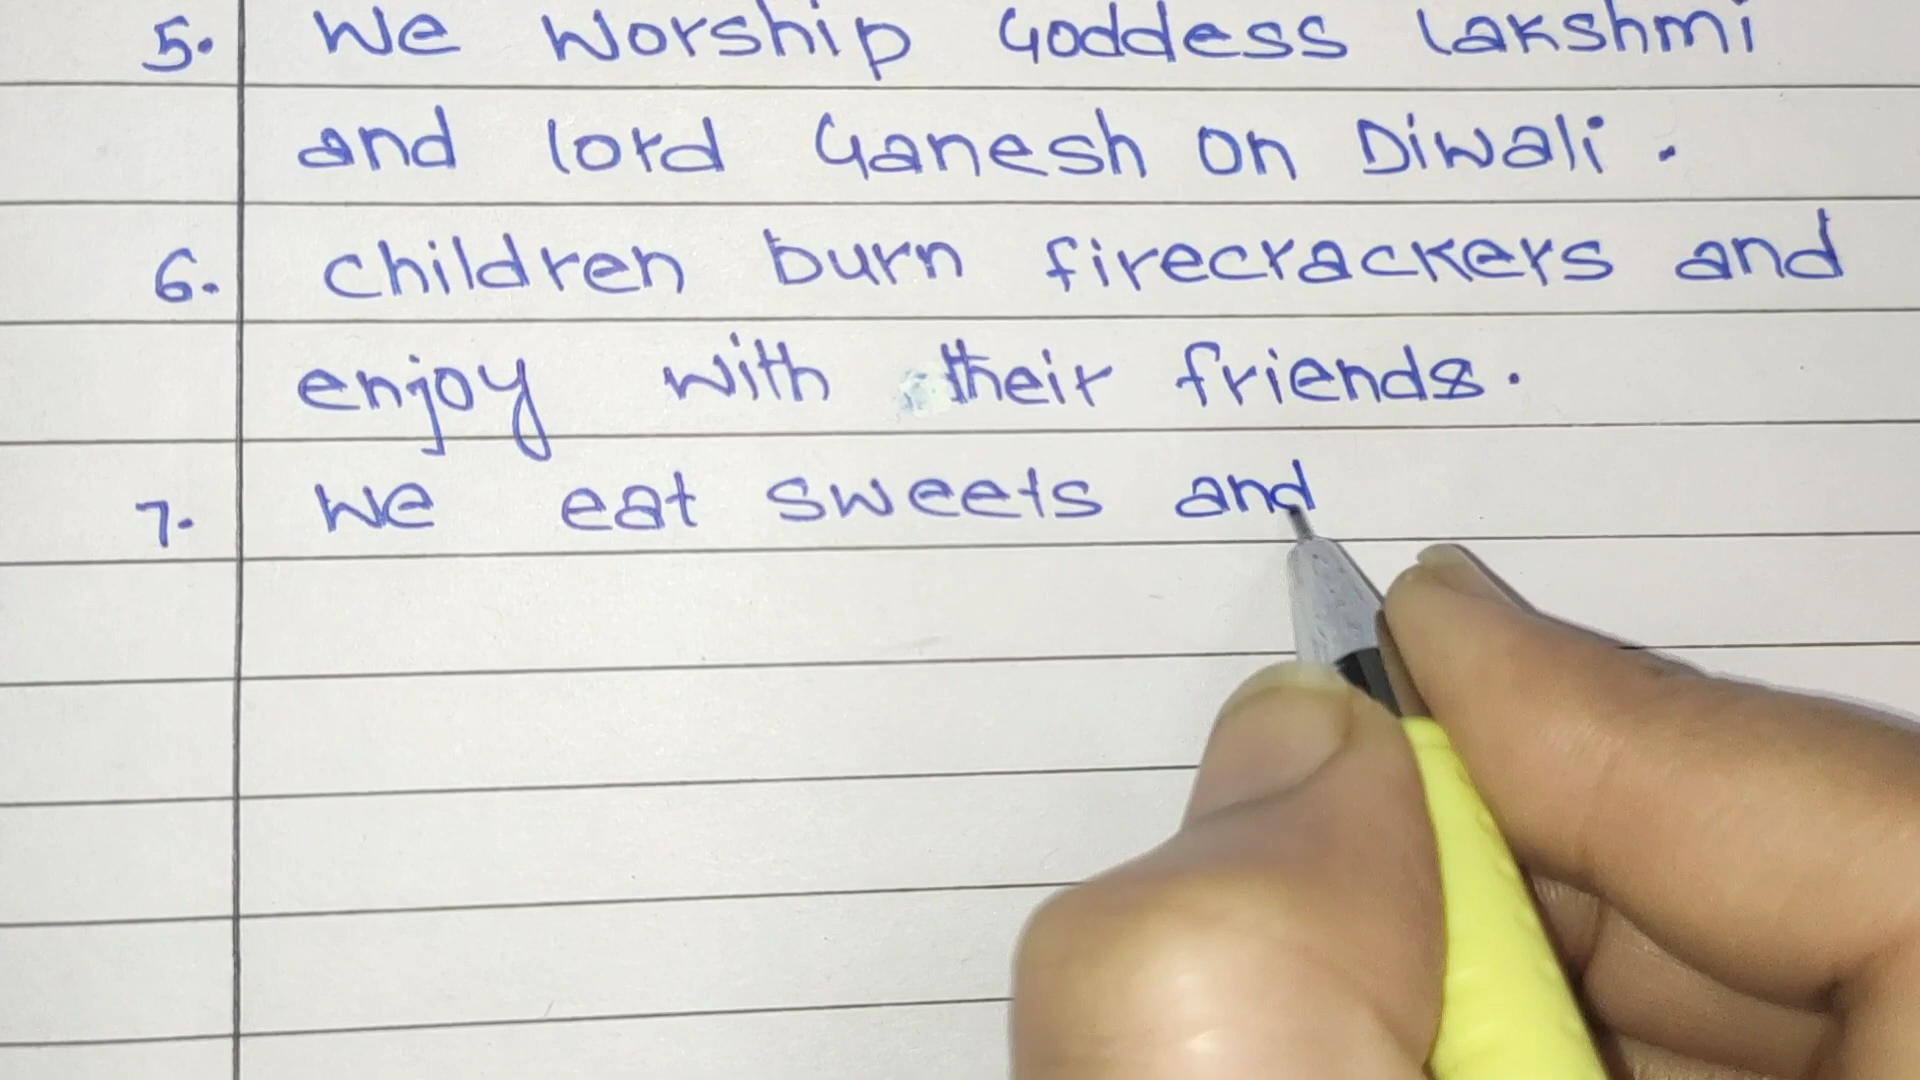 5. We Worship Goddess Lakshmi
and lord Ganesh on Diwali.
6. children burn firecrackers and
enjoy with their friends.
7. We eat sweets and